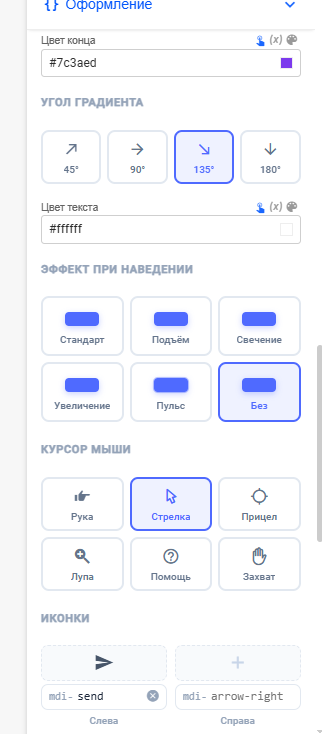 {} Оформление
Цвет конца (x)
#7c3aed
УГОЛ ГРАДИЕНТА
45° 90° 135° 180°
Цвет текста (x)
#ffffff
ЭФФЕКТ ПРИ НАВЕДЕНИИ
Стандарт Подъём Свечение
Увеличение Пульс Без
КУРСОР МЫШИ
Рука Стрелка Прицел
Лупа Помощь Захват
ИКОНКИ
mdi- send mdi- arrow-right
Слева Справа